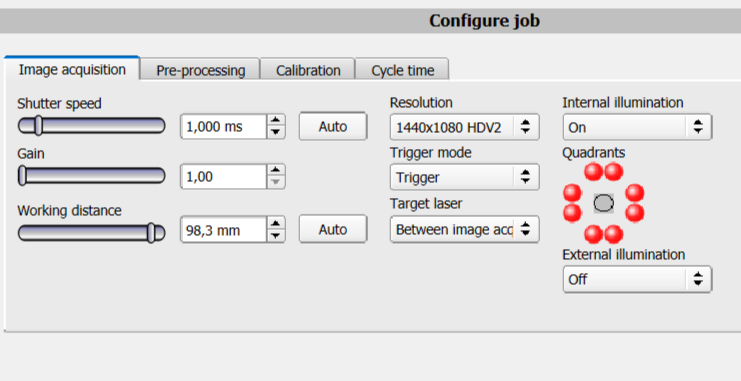 Configure job
Image acquisition
Pre-processing
Calibration
Cycle time
Shutter speed
1,000 ms
Auto
Gain
1,00
Working distance
98,3 mm
Auto
Resolution
1440x1080 HDV2
Trigger mode
Trigger
Target laser
Between image acq
Internal illumination
On
Quadrants
External illumination
Off